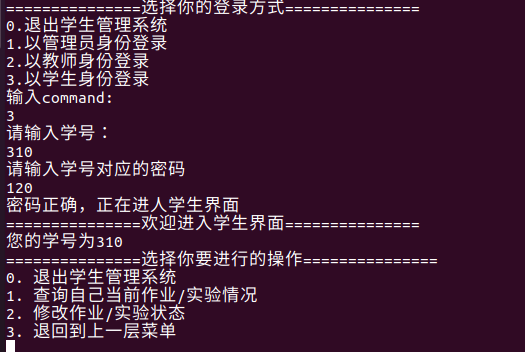 ===============选择你的登录方式===============
0.退出学生管理系统
1.以管理员身份登录
2.以教师身份登录
3.以学生身份登录
输入command:
3
请输入学号：
310
请输入学号对应的密码
120
密码正确，正在进人学生界面
===============欢迎进入学生界面===============
您的学号为310
===============选择你要进行的操作===============
0. 退出学生管理系统
1. 查询自己当前作业/实验情况
2. 修改作业/实验状态
3. 退回到上一层菜单